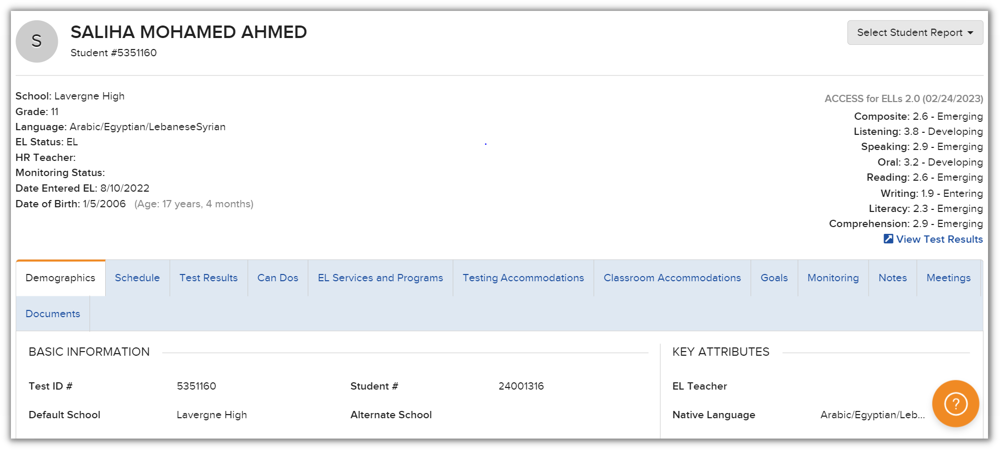 S
SALIHA MOHAMED AHMED
Student #5351160
Select Student Report
School: Lavergne High
Grade: 11
Language: Arabic/Egyptian/LebaneseSyrian
EL Status: EL
HR Teacher:
Monitoring Status:
Date Entered EL: 8/10/2022
Date of Birth: 1/5/2006 (Age: 17 years, 4 months)
ACCESS for ELLs 2.0 (02/24/2023)
Composite: 2.6 - Emerging
Listening: 3.8 - Developing
Speaking: 2.9 - Emerging
Oral: 3.2 - Developing
Reading: 2.6 - Emerging
Writing: 1.9 - Entering
Literacy: 2.3 - Emerging
Comprehension: 2.9 - Emerging
View Test Results
Demographics Schedule Test Results Can Dos EL Services and Programs Testing Accommodations Classroom Accommodations Goals Monitoring Notes Meetings
Documents
BASIC INFORMATION
Test ID # 5351160 Student # 24001316
Default School Lavergne High Alternate School
KEY ATTRIBUTES
EL Teacher
Native Language Arabic/Egyptian/Leb...
?